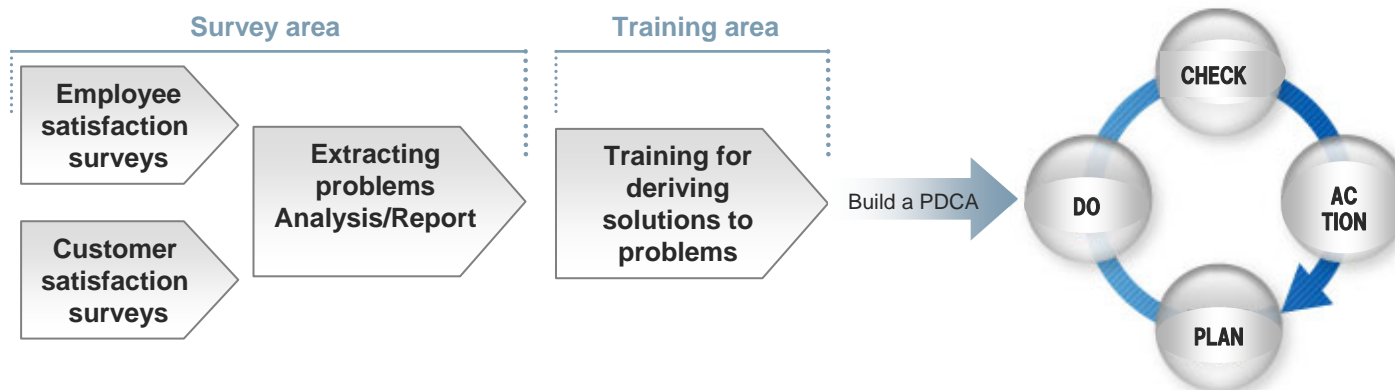 Survey area
Training area
Employee
satisfaction
surveys
Customer
satisfaction
surveys
Extracting
problems
Analysis/Report
Training for
deriving
solutions to
problems
Build a PDCA
CHECK
DO
AC
TION
PLAN